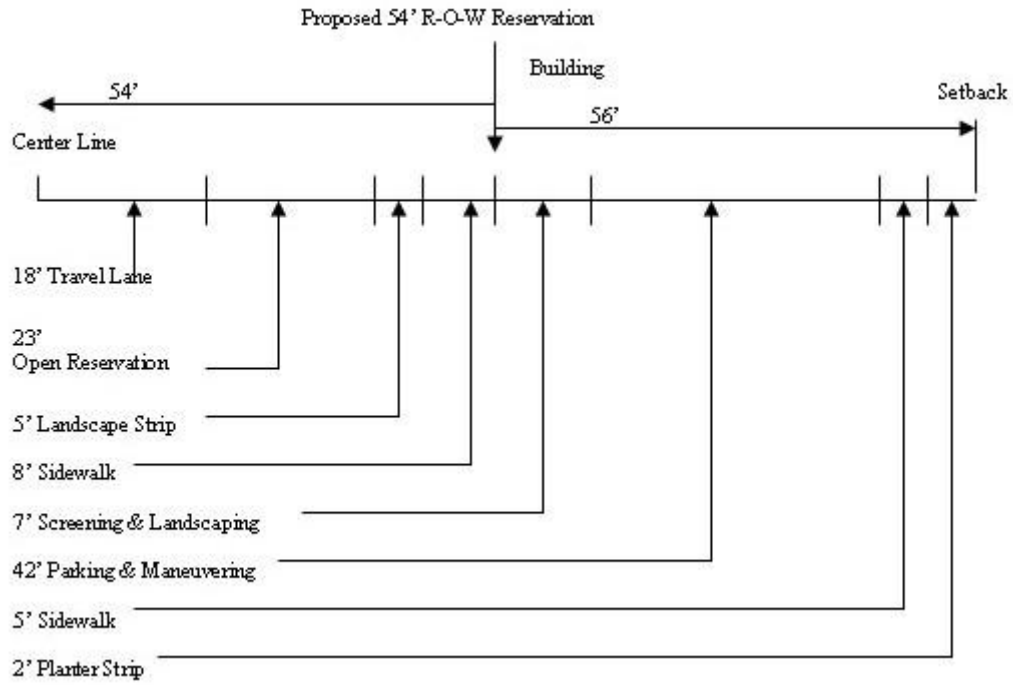 Proposed 54' R-O-W Reservation
Building
Setback
54'
56'
Center Line
18' Travel Lane
23'
Open Reservation
5' Landscape Strip
8' Sidewalk
7' Screening & Landscaping
42' Parking & Maneuvering
5' Sidewalk
2' Planter Strip